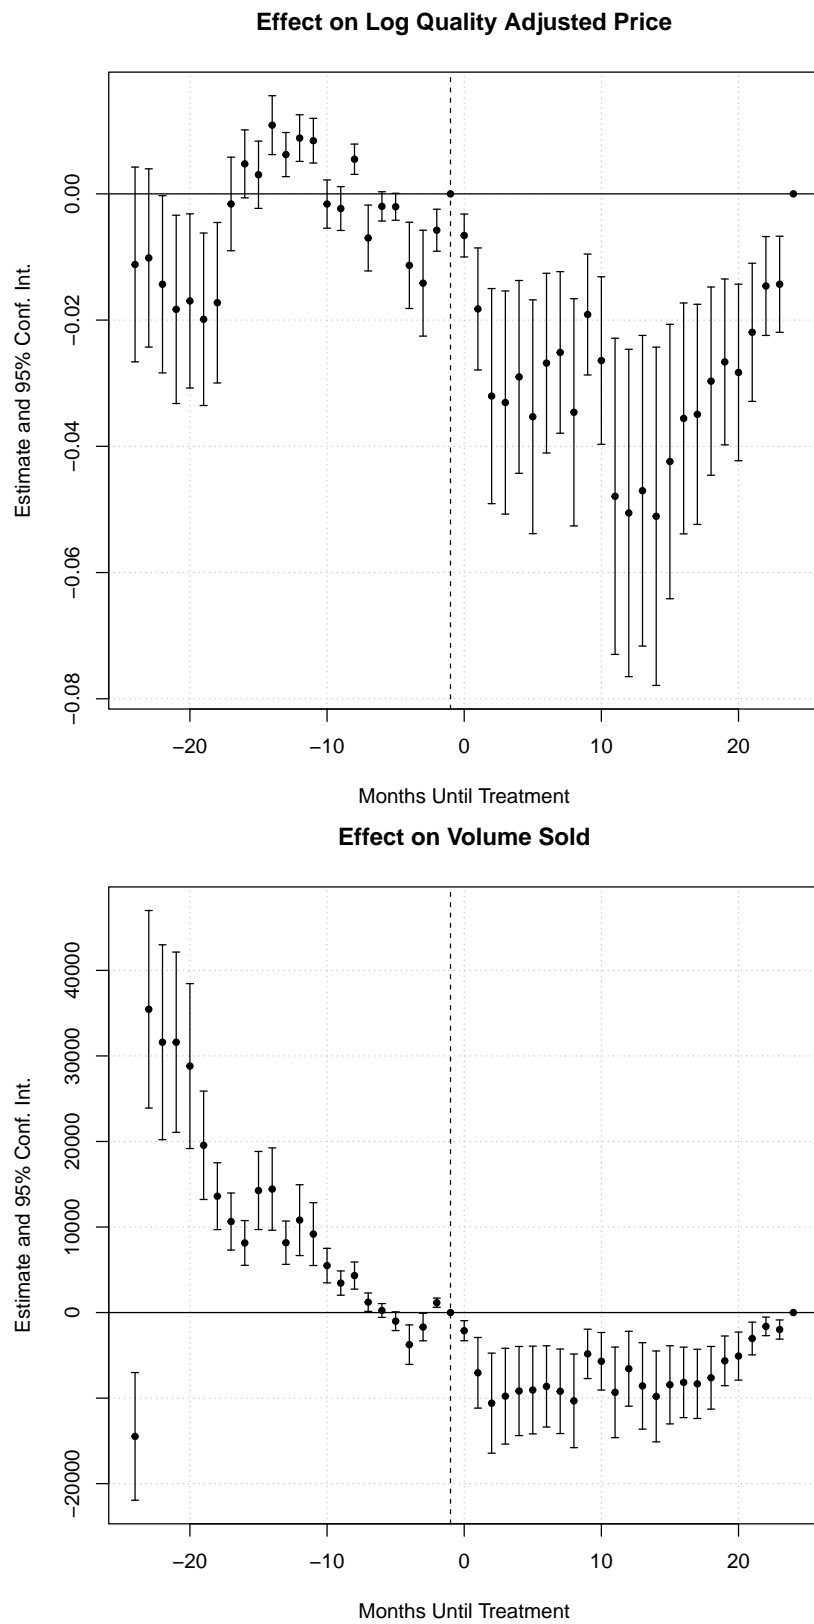 Effect on Log Quality Adjusted Price
Estimate and 95% Conf. Int.
0.00
−0.02
−0.04
−0.06
−0.08
−20 −10 0 10 20
Months Until Treatment
Effect on Volume Sold
Estimate and 95% Conf. Int.
40000
30000
20000
10000
0
−20000
−20 −10 0 10 20
Months Until Treatment